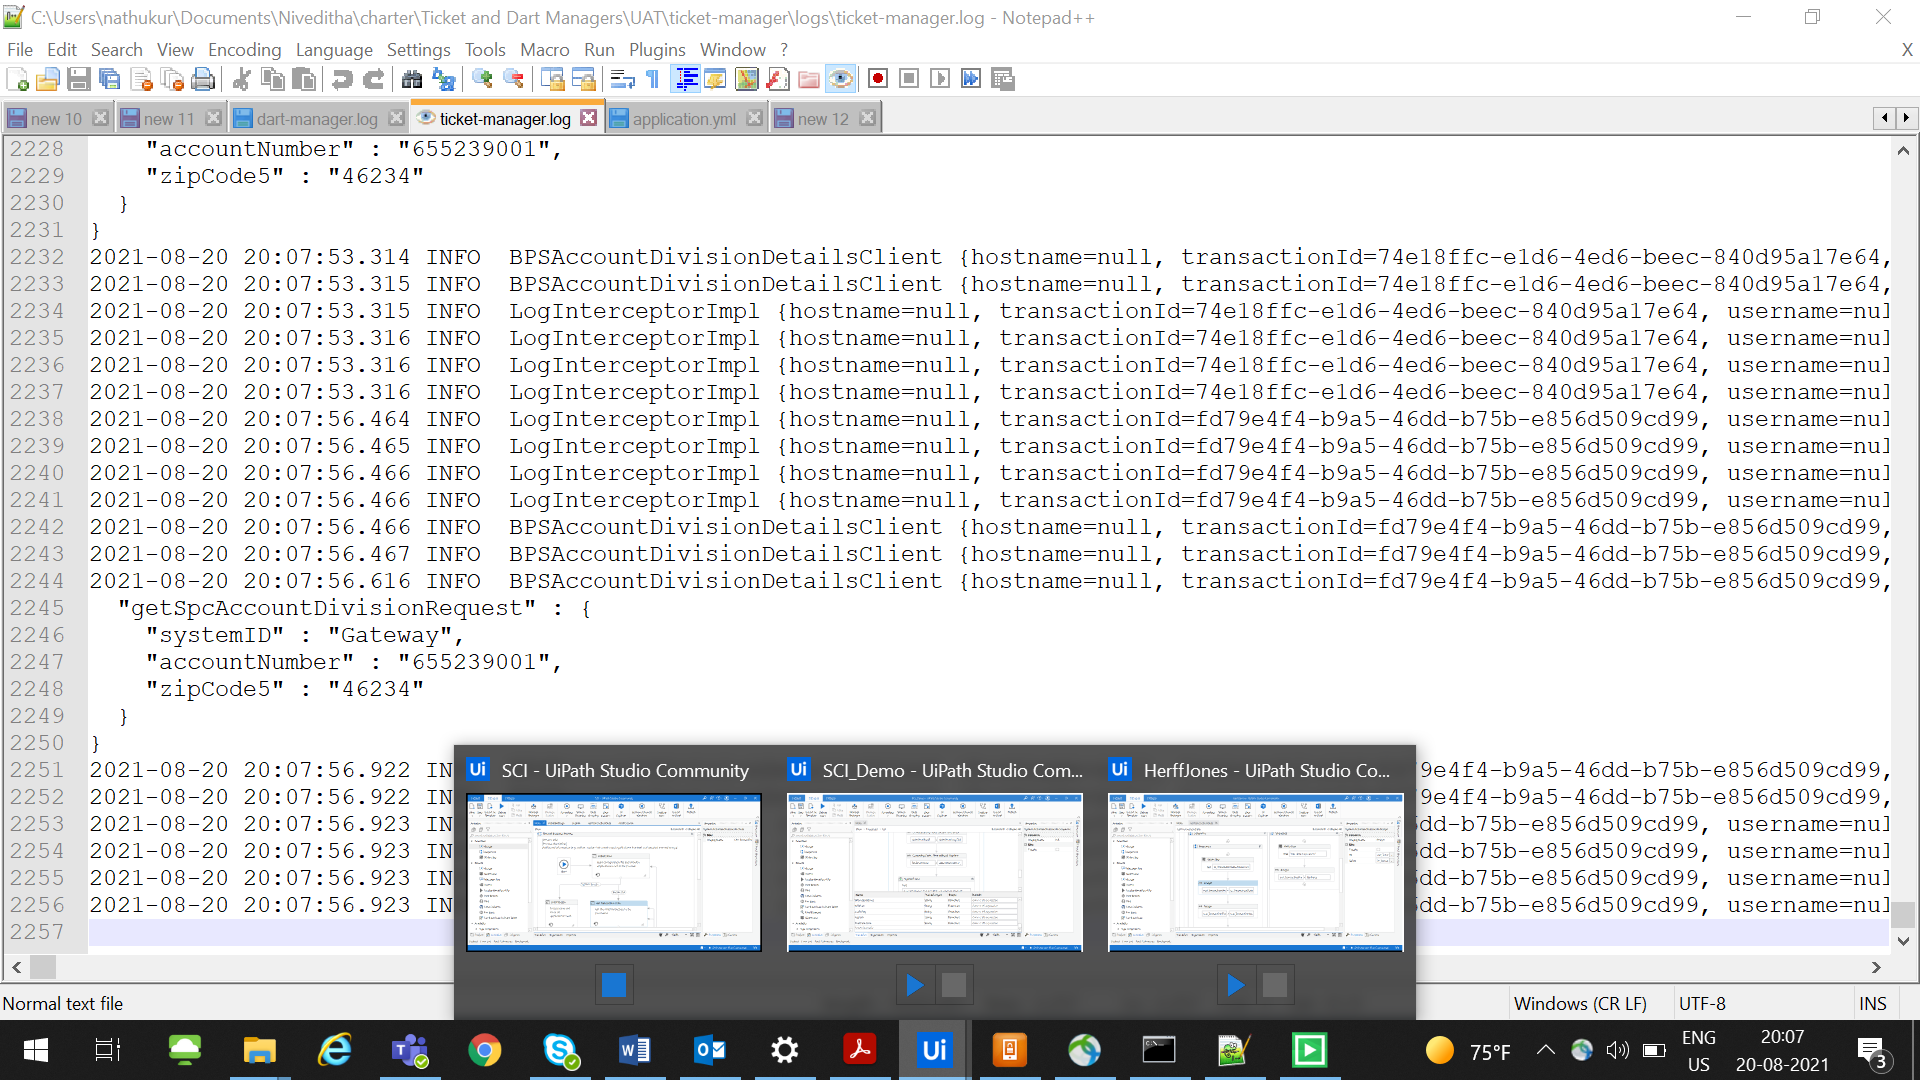 C:\Users\nathukur\Documents\Niveditha\charter\Ticket and Dart Managers\UAT\ticket-manager\logs\ticket-manager.log - Notepad++
File Edit Search View Encoding Language Settings Tools Macro Run Plugins Window ? X
new 10 new 11 dart-manager.log ticket-manager.log application.yml new 12
2228 "accountNumber" : "655239001",
2229 "zipCode5" : "46234"
2230 }
2231 }
2232 2021-08-20 20:07:53.314 INFO BPSAccountDivisionDetailsClient {hostname=null, transactionId=74e18ffc-e1d6-4ed6-beec-840d95a17e64,
2233 2021-08-20 20:07:53.315 INFO BPSAccountDivisionDetailsClient {hostname=null, transactionId=74e18ffc-e1d6-4ed6-beec-840d95a17e64,
2234 2021-08-20 20:07:53.315 INFO LogInterceptorImpl {hostname=null, transactionId=74e18ffc-e1d6-4ed6-beec-840d95a17e64, username=nul
2235 2021-08-20 20:07:53.316 INFO LogInterceptorImpl {hostname=null, transactionId=74e18ffc-e1d6-4ed6-beec-840d95a17e64, username=nul
2236 2021-08-20 20:07:53.316 INFO LogInterceptorImpl {hostname=null, transactionId=74e18ffc-e1d6-4ed6-beec-840d95a17e64, username=nul
2237 2021-08-20 20:07:53.316 INFO LogInterceptorImpl {hostname=null, transactionId=74e18ffc-e1d6-4ed6-beec-840d95a17e64, username=nul
2238 2021-08-20 20:07:56.464 INFO LogInterceptorImpl {hostname=null, transactionId=fd79e4f4-b9a5-46dd-b75b-e856d509cd99, username=nul
2239 2021-08-20 20:07:56.465 INFO LogInterceptorImpl {hostname=null, transactionId=fd79e4f4-b9a5-46dd-b75b-e856d509cd99, username=nul
2240 2021-08-20 20:07:56.466 INFO LogInterceptorImpl {hostname=null, transactionId=fd79e4f4-b9a5-46dd-b75b-e856d509cd99, username=nul
2241 2021-08-20 20:07:56.466 INFO LogInterceptorImpl {hostname=null, transactionId=fd79e4f4-b9a5-46dd-b75b-e856d509cd99, username=nul
2242 2021-08-20 20:07:56.466 INFO BPSAccountDivisionDetailsClient {hostname=null, transactionId=fd79e4f4-b9a5-46dd-b75b-e856d509cd99,
2243 2021-08-20 20:07:56.467 INFO BPSAccountDivisionDetailsClient {hostname=null, transactionId=fd79e4f4-b9a5-46dd-b75b-e856d509cd99,
2244 2021-08-20 20:07:56.616 INFO BPSAccountDivisionDetailsClient {hostname=null, transactionId=fd79e4f4-b9a5-46dd-b75b-e856d509cd99,
2245 "getSpcAccountDivisionRequest" : {
2246 "systemID" : "Gateway",
2247 "accountNumber" : "655239001",
2248 "zipCode5" : "46234"
2249 }
2250 }
2251 2021-08-20 20:07:56.922 IN 79e4f4-b9a5-46dd-b75b-e856d509cd99,
2252 2021-08-20 20:07:56.922 IN 79e4f4-b9a5-46dd-b75b-e856d509cd99,
2253 2021-08-20 20:07:56.923 IN dd-b75b-e856d509cd99, username=nul
2254 2021-08-20 20:07:56.923 IN dd-b75b-e856d509cd99, username=nul
2255 2021-08-20 20:07:56.923 IN dd-b75b-e856d509cd99, username=nul
2256 2021-08-20 20:07:56.923 IN dd-b75b-e856d509cd99, username=nul
2257
Ui SCI - UiPath Studio Community Ui SCI_Demo - UiPath Studio Com... Ui HerffJones - UiPath Studio Co...
Normal text file Windows (CR LF) UTF-8 INS
Ui 75°F ENG 20:07
US 20-08-2021 3